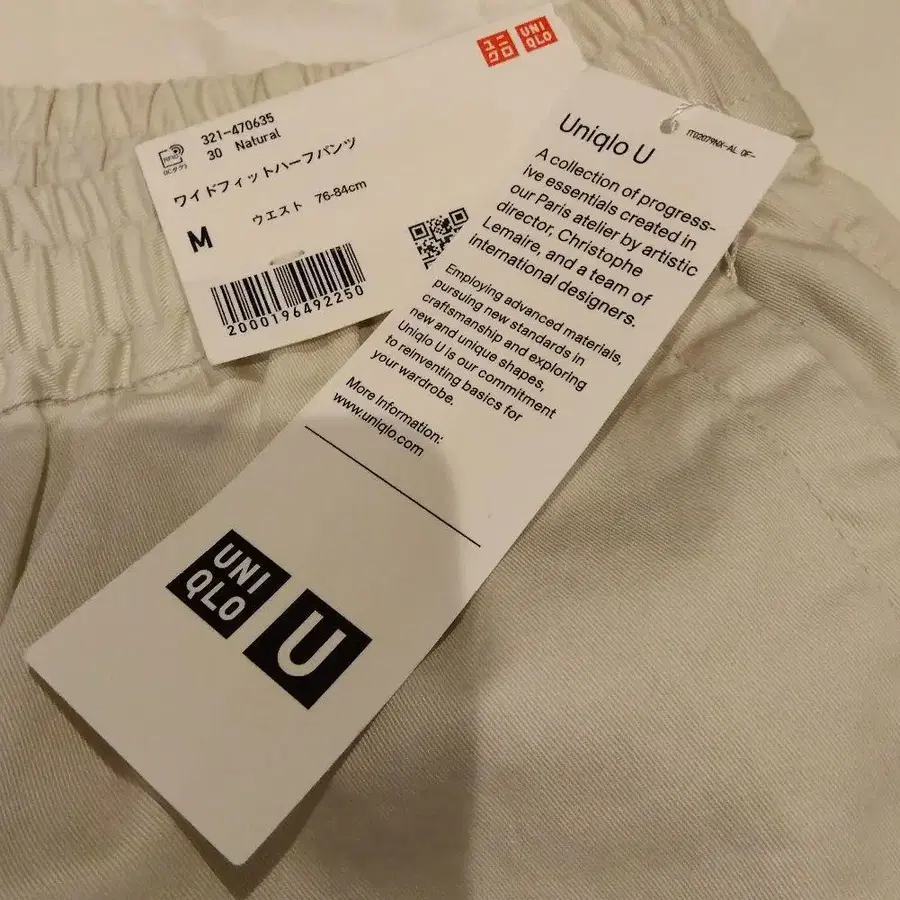 ユニ
クロ
UNI
QLO
321-470635
30 Natural
ワイドフィットハーフパンツ
M ウエスト 76-84cm
2000196492250
Uniqlo U
A collection of progress-
ive essentials created in
our Paris atelier by artistic
director, Christophe
Lemaire, and a team of
international designers.
Employing advanced materials,
pursuing new standards in
craftsmanship and exploring
new and unique shapes,
Uniqlo U is our commitment
to reinventing basics for
your wardrobe.
More Information:
www.uniqlo.com
UNI
QLO
U